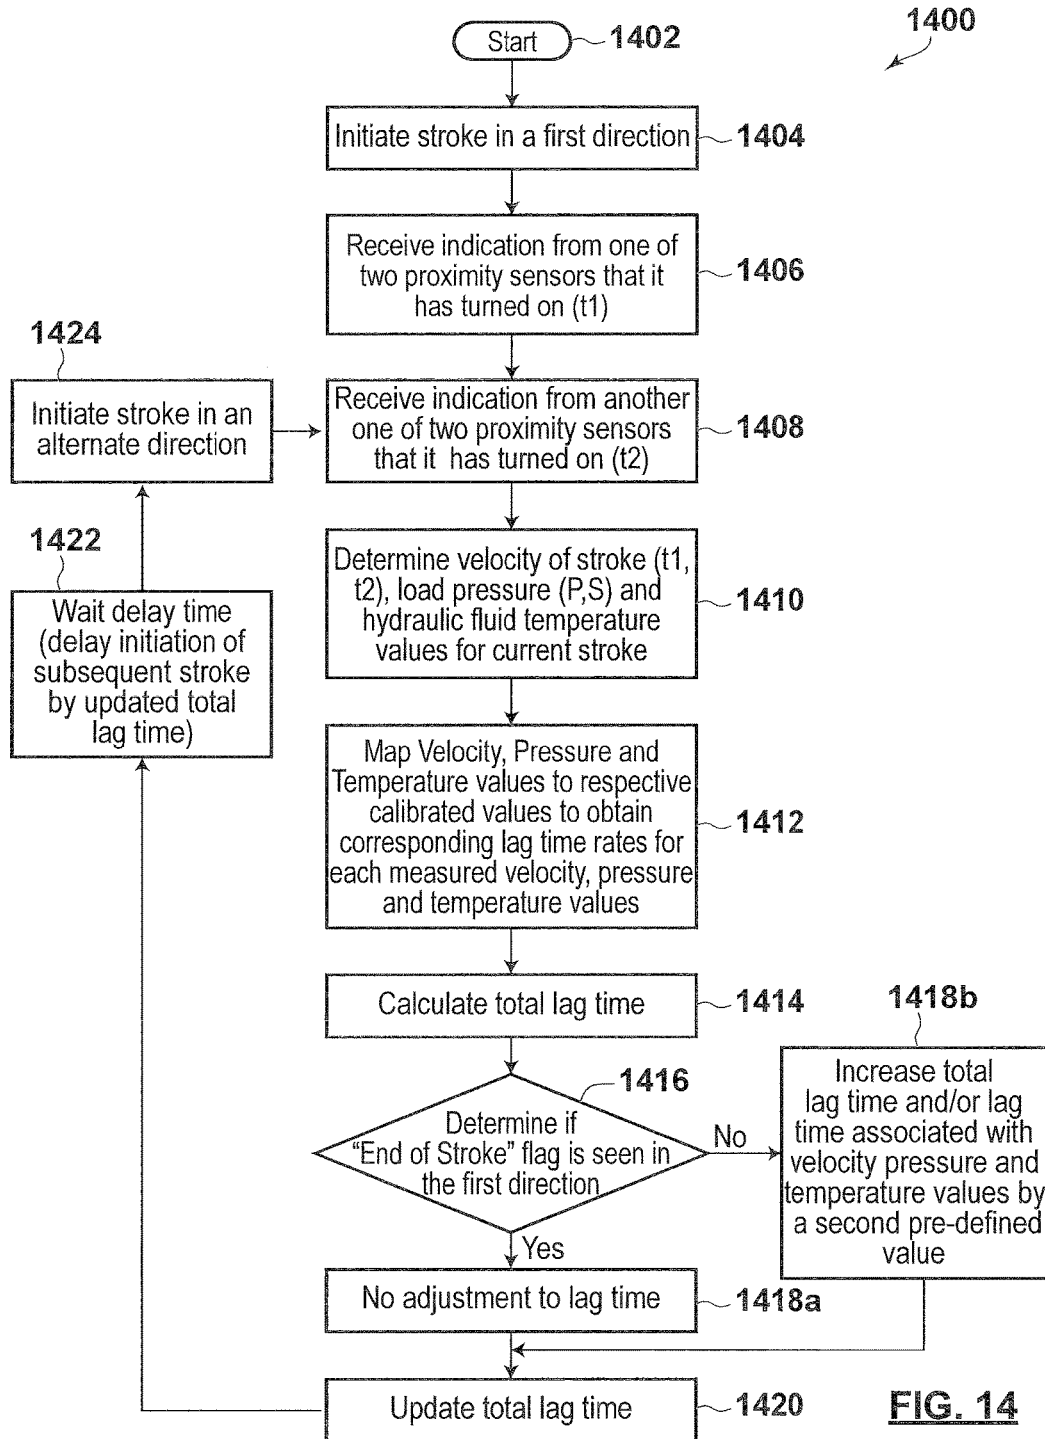 1400
Start
1402
Initiate stroke in a first direction
1404
Receive indication from one of
two proximity sensors that it
has turned on (t1)
1406
1424
Initiate stroke in an
alternate direction
Receive indication from another
one of two proximity sensors
that it has turned on (t2)
1408
1422
Wait delay time
(delay initiation of
subsequent stroke
by updated total
lag time)
Determine velocity of stroke (t1,
t2), load pressure (P,S) and
hydraulic fluid temperature
values for current stroke
1410
Map Velocity, Pressure and
Temperature values to respective
calibrated values to obtain
corresponding lag time rates for
each measured velocity, pressure
and temperature values
1412
Calculate total lag time
1414
1416
Determine if
“End of Stroke” flag is seen in
the first direction
No
1418b
Increase total
lag time and/or lag
time associated with
velocity pressure and
temperature values by
a second pre-defined
value
Yes
No adjustment to lag time
1418a
Update total lag time
1420
FIG. 14